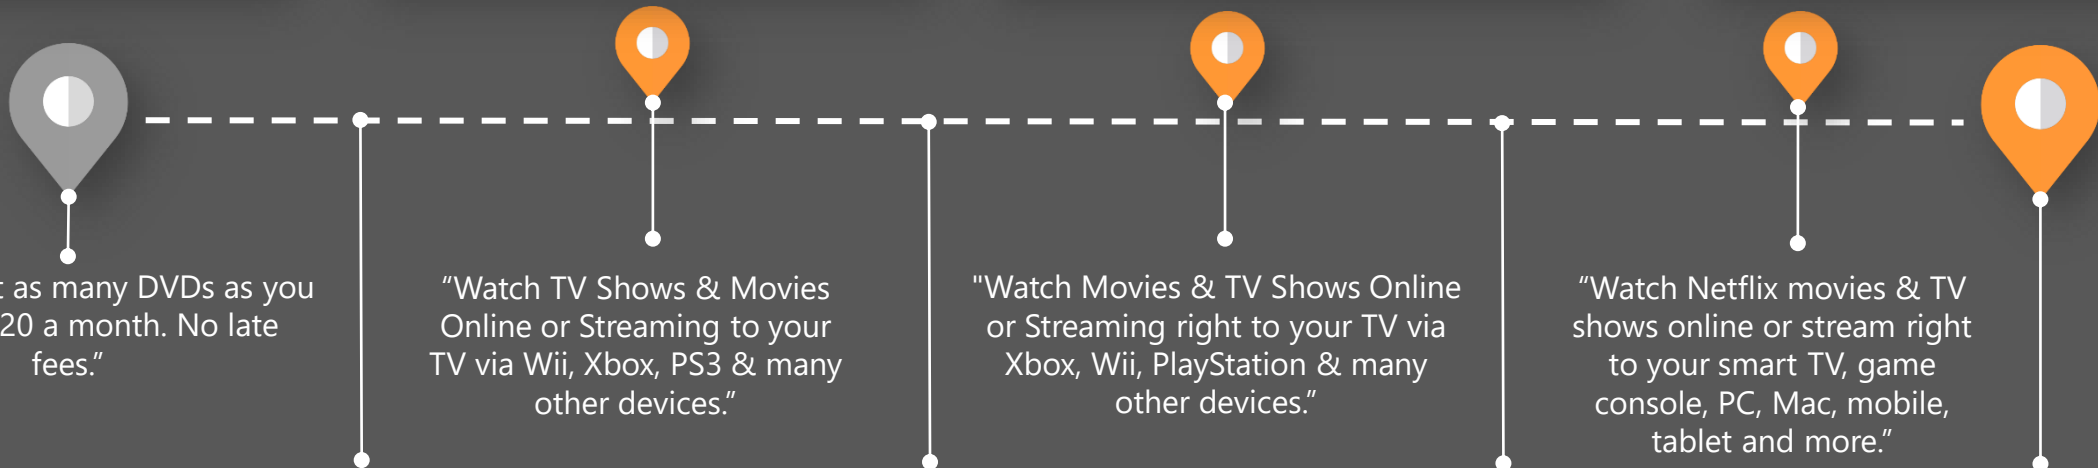 as many DVDs as you
20 a month. No late
fees.”
“Watch TV Shows & Movies
Online or Streaming to your
TV via Wii, Xbox, PS3 & many
other devices.”
"Watch Movies & TV Shows Online
or Streaming right to your TV via
Xbox, Wii, PlayStation & many
other devices.”
“Watch Netflix movies & TV
shows online or stream right
to your smart TV, game
console, PC, Mac, mobile,
tablet and more.”